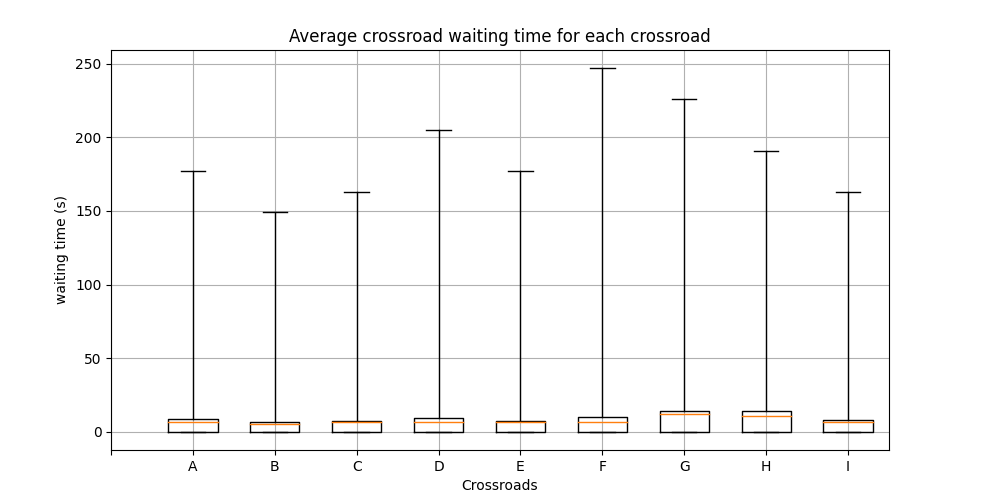 Average crossroad waiting time for each crossroad
250
200
150
100
50
0
waiting time (s)
A B C D E F G H I
Crossroads